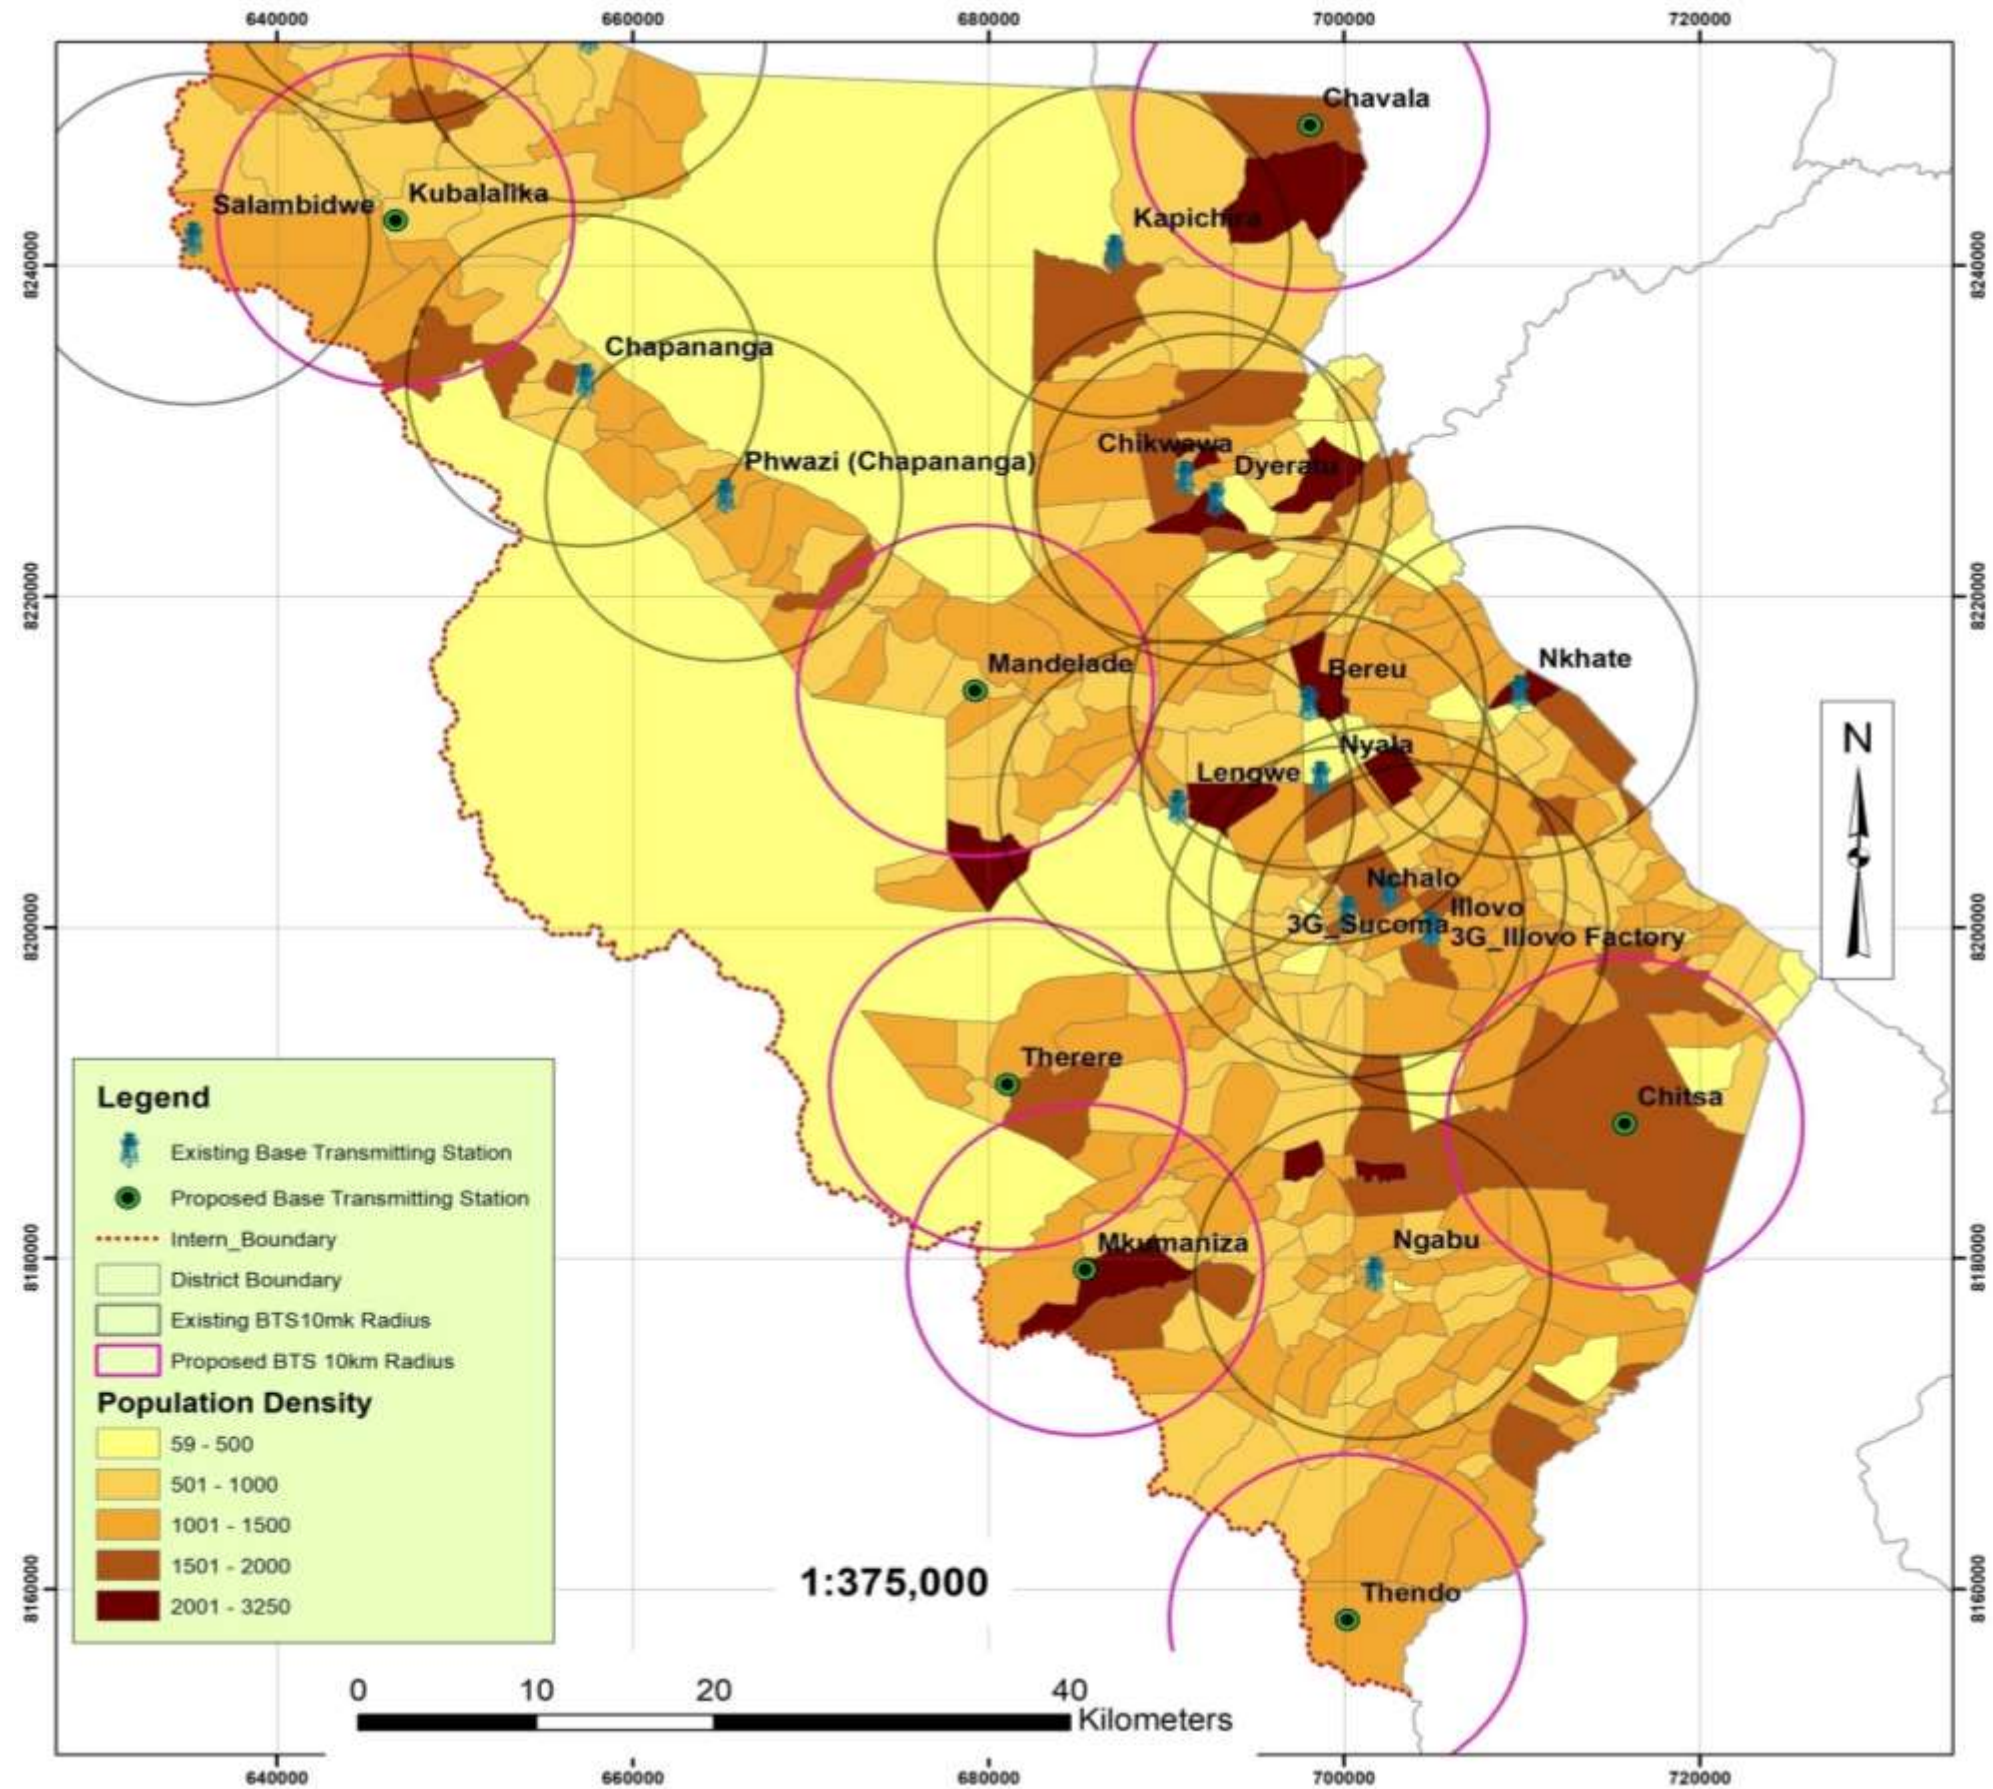 640000 660000 680000 700000 720000
Chavala
Salambidwe
Kubalalika
Kapichira
8240000
8240000
Chapananga
Chikwawa
Phwazi (Chapananga)
Dyeratu
8220000
8220000
Mandelade
Bereu
Nkhate
Nyala
Lengwe
N
Nchalo
Illovo
3G_Sucoma
3G_Illovo Factory
8200000
8200000
Therere
Chitsa
Mkumaniza
Ngabu
8180000
8180000
Legend
Existing Base Transmitting Station
Proposed Base Transmitting Station
Intern_Boundary
District Boundary
Existing BTS10mk Radius
Proposed BTS 10km Radius
Population Density
59 - 500
501 - 1000
1001 - 1500
1501 - 2000
2001 - 3250
1:375,000
Thendo
8160000
8160000
0 10 20 40
Kilometers
640000 660000 680000 700000 720000